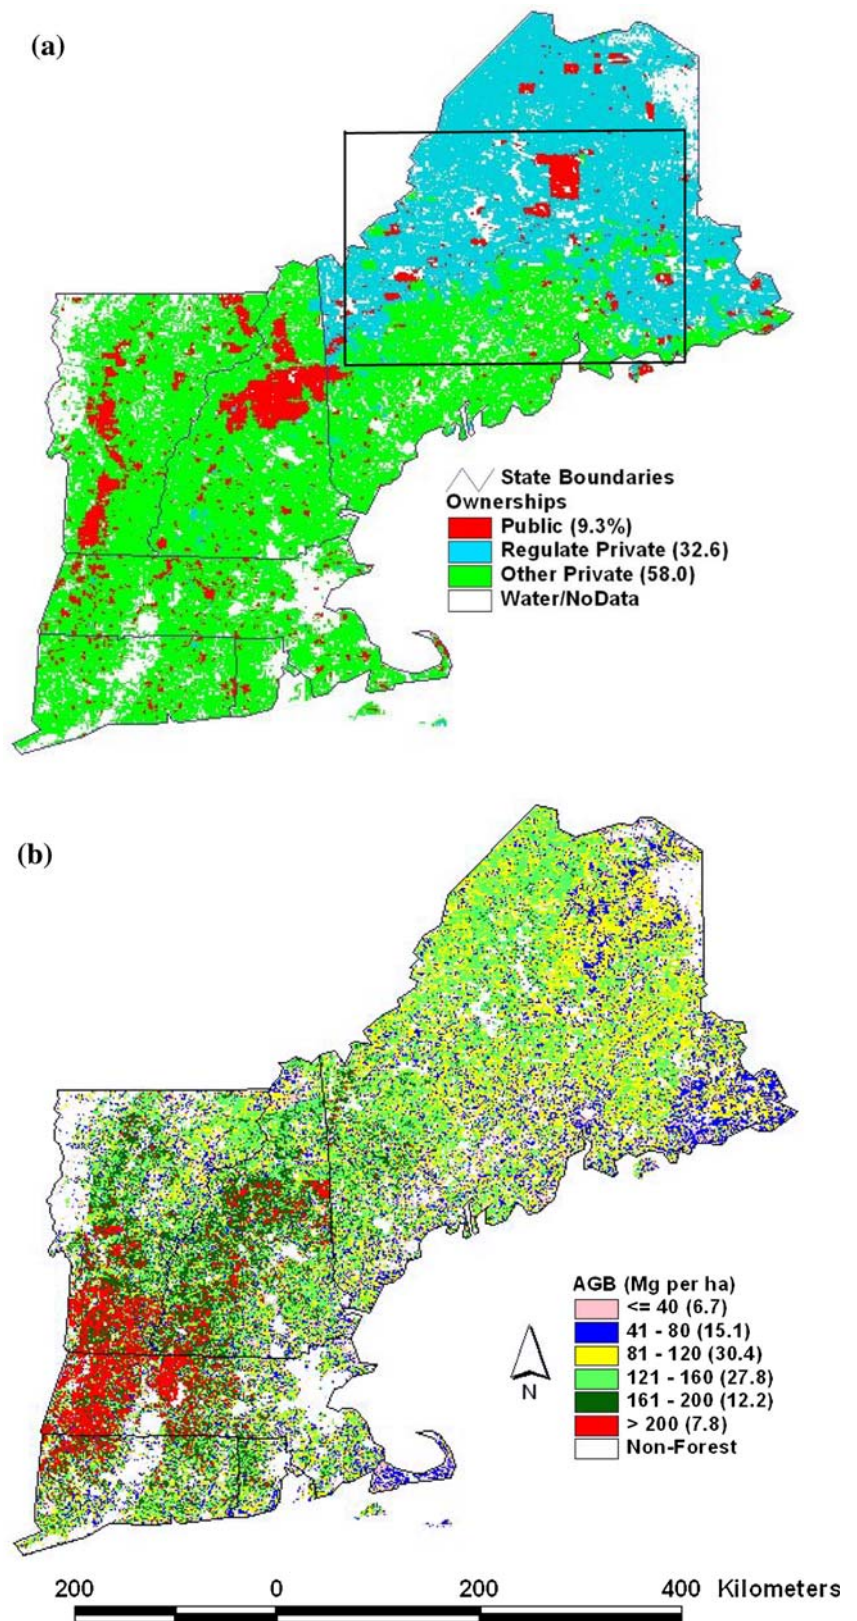 (a)
State Boundaries
Ownerships
Public (9.3%)
Regulate Private (32.6)
Other Private (58.0)
Water/NoData
(b)
AGB (Mg per ha)
<= 40 (6.7)
41 - 80 (15.1)
81 - 120 (30.4)
121 - 160 (27.8)
161 - 200 (12.2)
> 200 (7.8)
Non-Forest
N
200 0 200 400 Kilometers